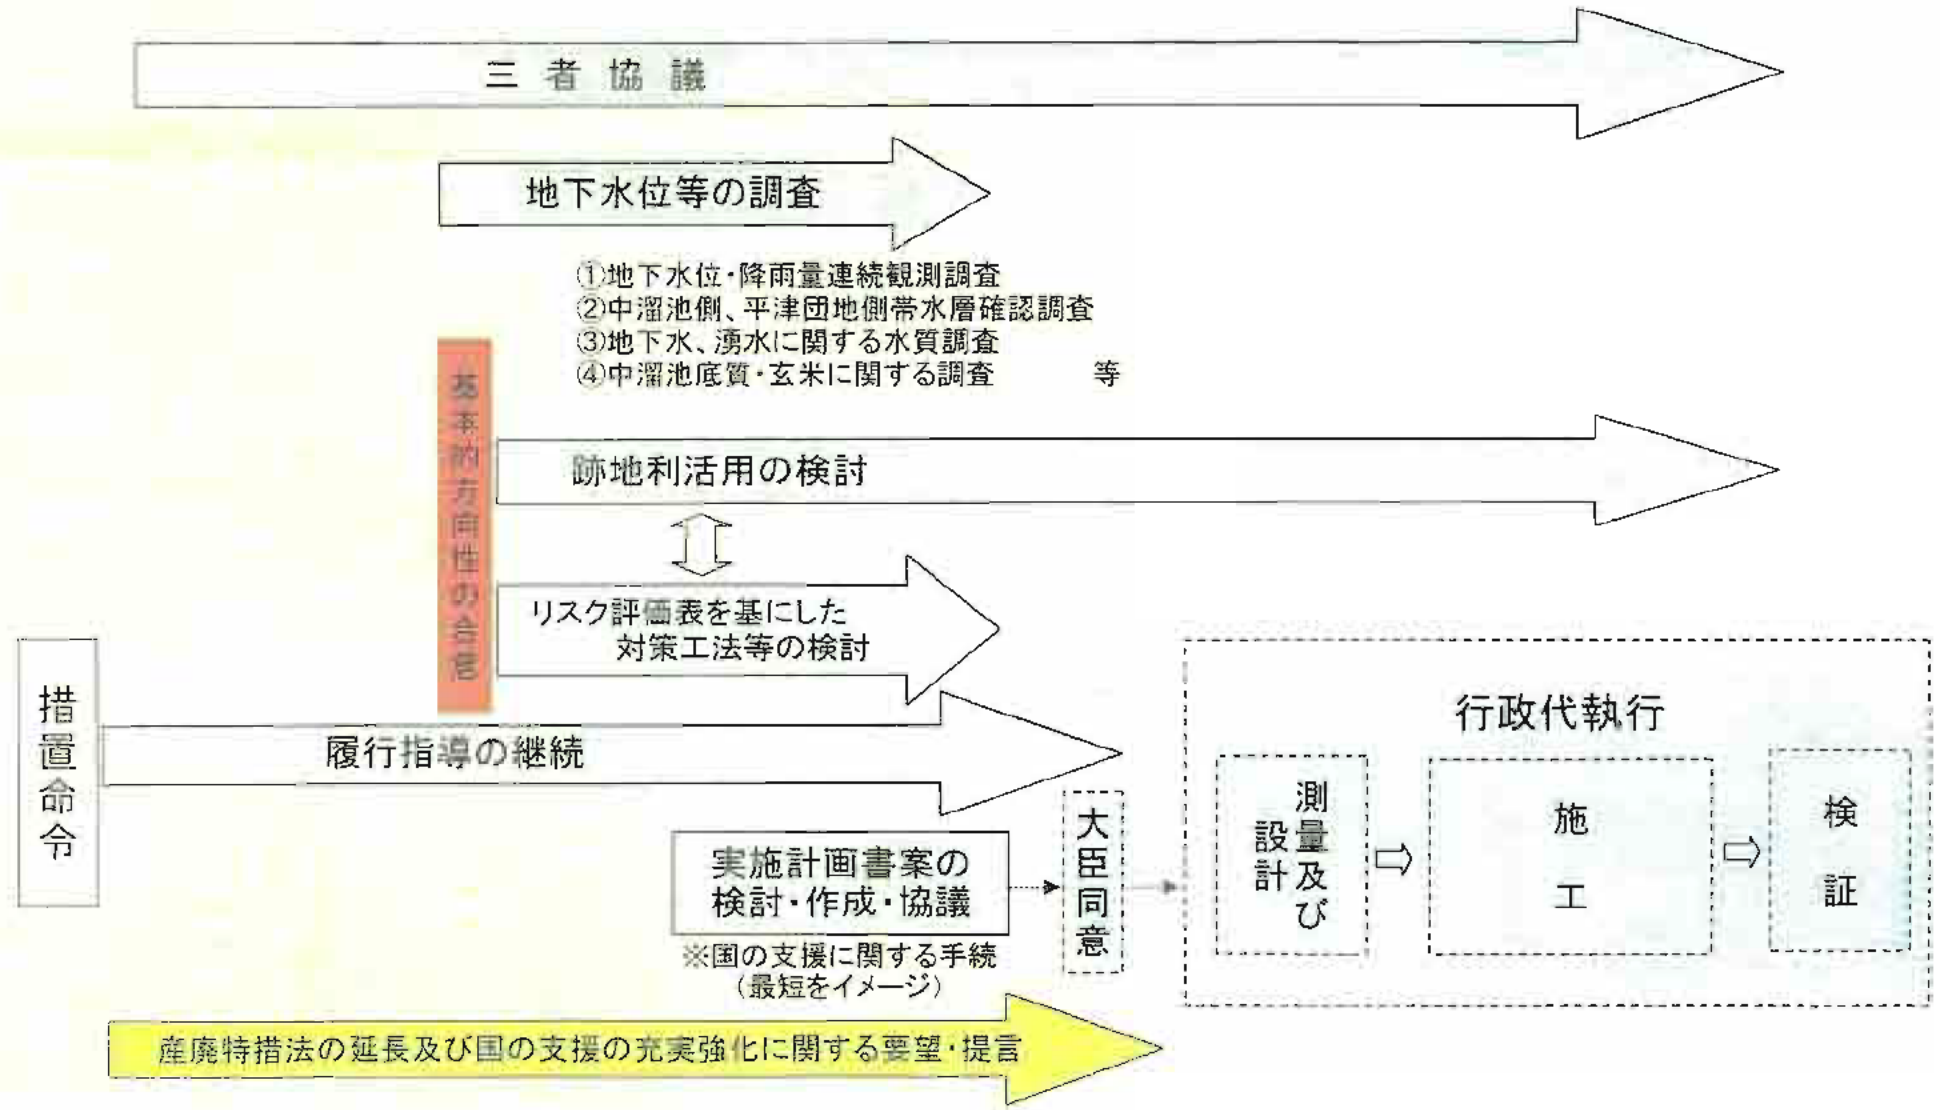 三者協議
地下水位等の調査
①地下水位・降雨量連続観測調査
②中溜池側、平津団地側帯水層確認調査
③地下水、湧水に関する水質調査
④中溜池底質・玄米に関する調査　等
基本的方向性の合意
跡地利活用の検討
リスク評価表を基にした
対策工法等の検討
措置命令
履行指導の継続
実施計画書案の
検討・作成・協議
※国の支援に関する手続
（最短をイメージ）
大臣同意
行政代執行
測量及び
設計
施工
検証
産廃特措法の延長及び国の支援の充実強化に関する要望・提言